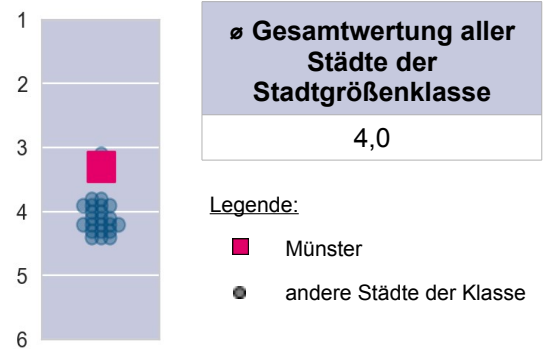 1
2
3
4
5
6
⌀ Gesamtwertung aller
Städte der
Stadtgrößenklasse
4,0
Legende:
Münster
andere Städte der Klasse